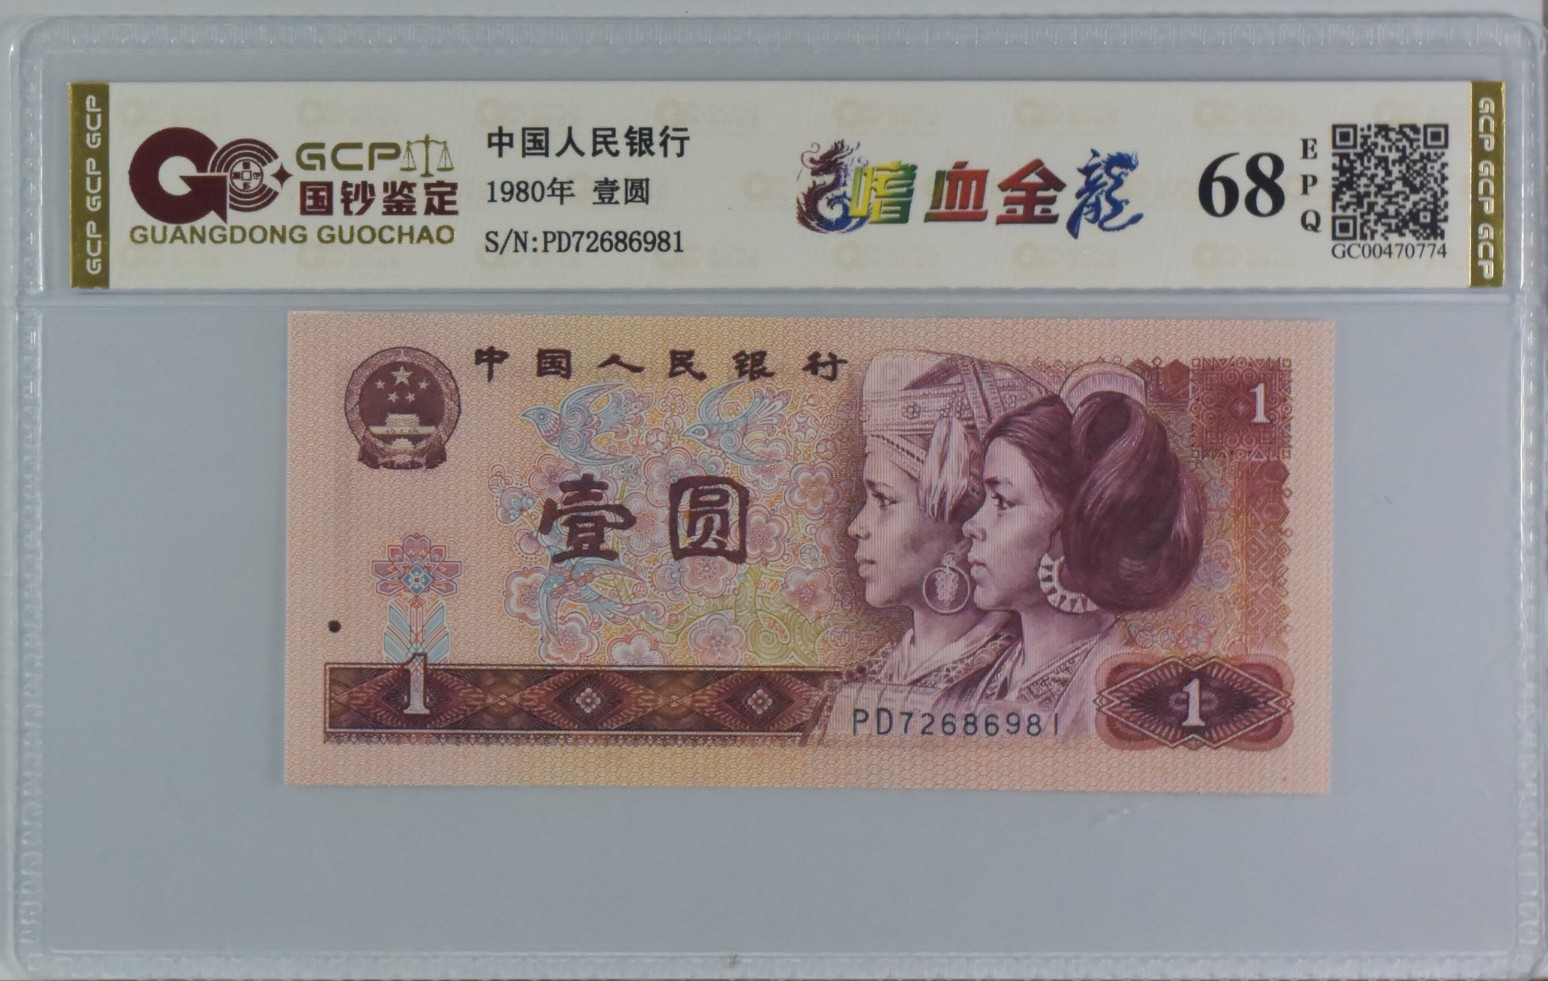 GCP GCP GCP
GCP
国钞鉴定
GUANGDONG GUOCHAO
中国人民银行
1980年 壹圆
S/N:PD72686981
嗜血金龍
68
EPQ
GC00470774
GCP GCP GCP
中国人民银行
1
壹圆
1
PD72686981
1